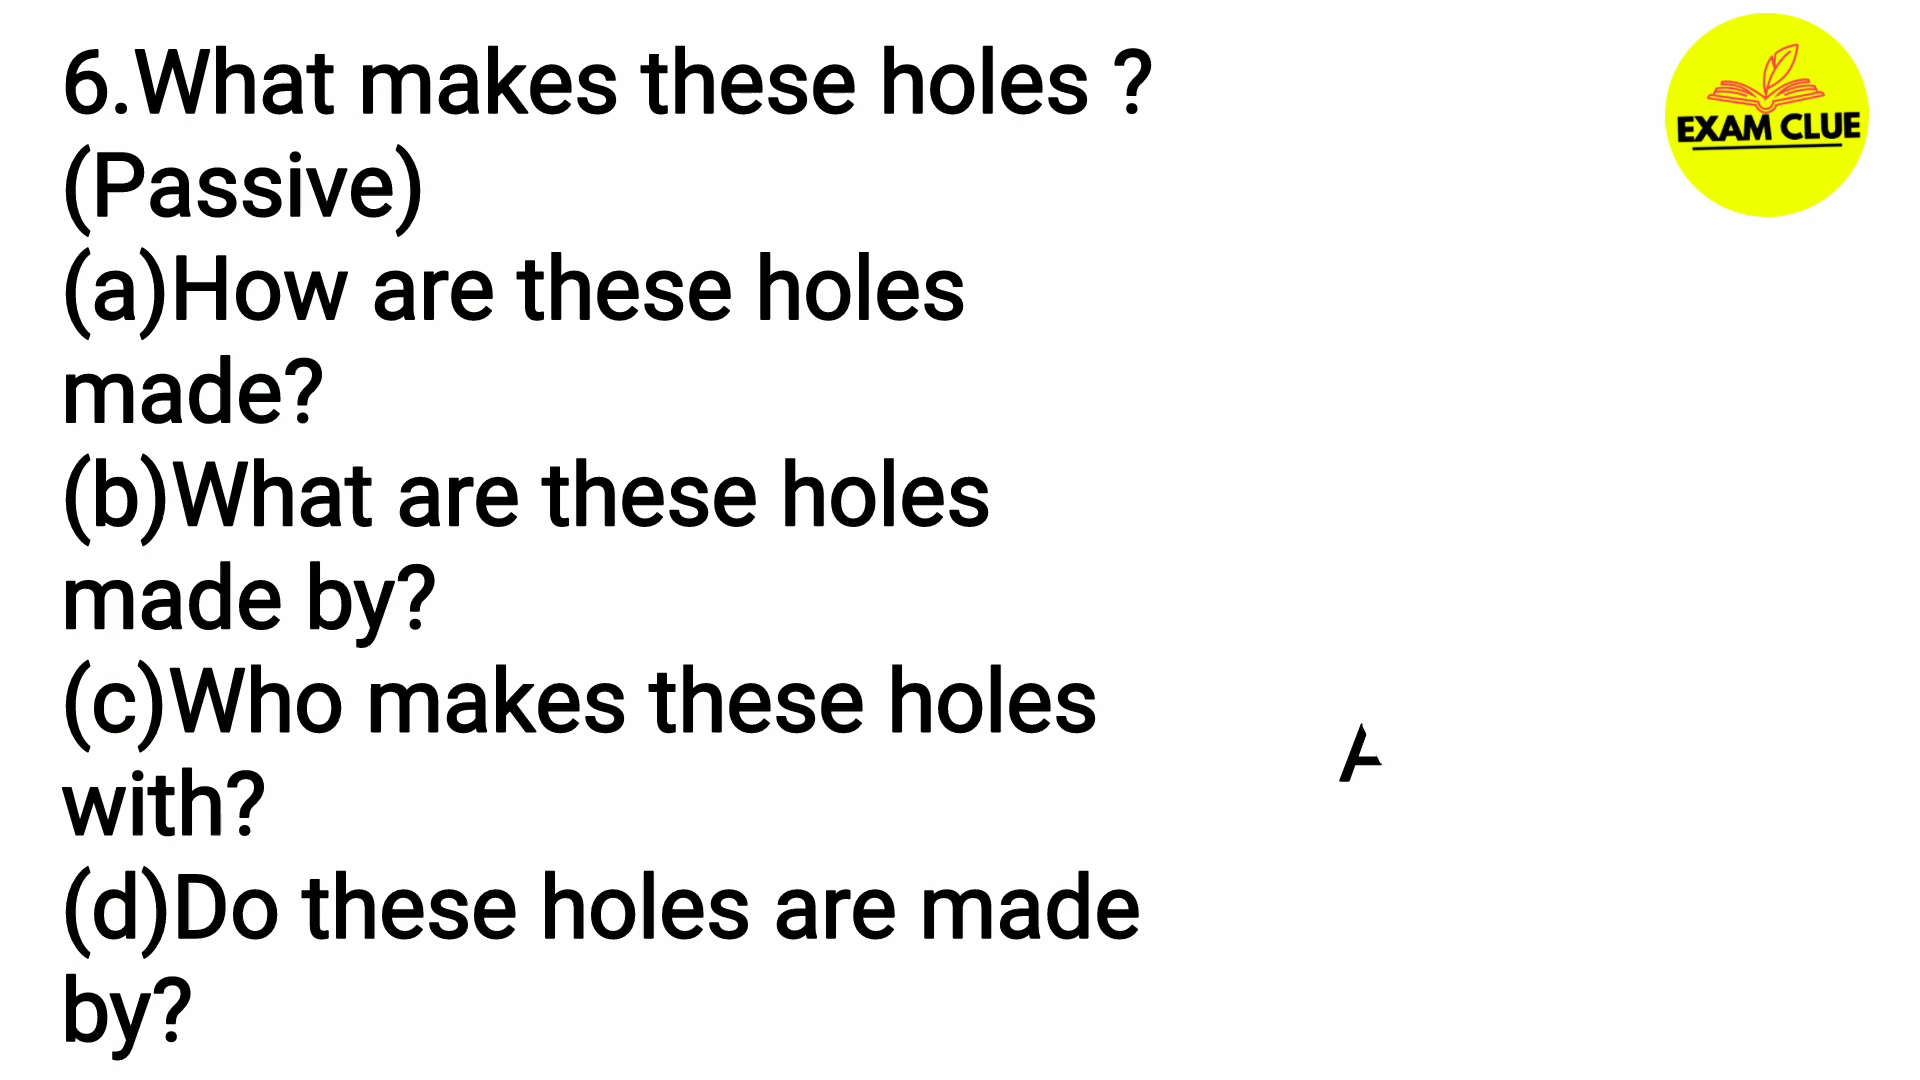 6.What makes these holes ?
(Passive)
(a)How are these holes
made?
(b)What are these holes
made by?
(c)Who makes these holes
with?
(d)Do these holes are made
by?
EXAM CLUE